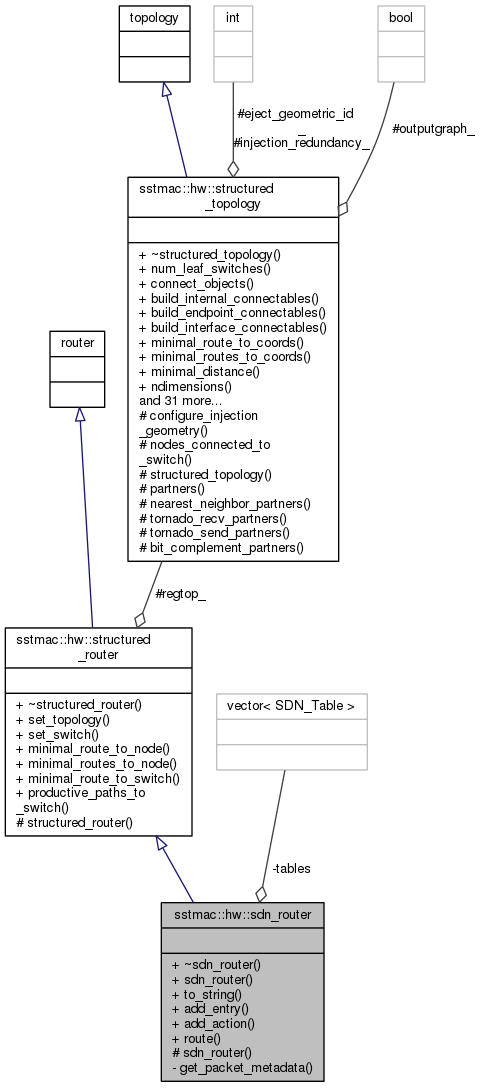 topology
int
bool
#eject_geometric_id
_
#injection_redundancy_
#outputgraph_
sstmac::hw::structured
_topology
+ ~structured_topology()
+ num_leaf_switches()
+ connect_objects()
+ build_internal_connectables()
+ build_endpoint_connectables()
+ build_interface_connectables()
+ minimal_route_to_coords()
+ minimal_routes_to_coords()
+ minimal_distance()
+ ndimensions()
and 31 more...
# configure_injection
_geometry()
# nodes_connected_to
_switch()
# structured_topology()
# partners()
# nearest_neighbor_partners()
# tornado_recv_partners()
# tornado_send_partners()
# bit_complement_partners()
router
#regtop_
sstmac::hw::structured
_router
+ ~structured_router()
+ set_topology()
+ set_switch()
+ minimal_route_to_node()
+ minimal_routes_to_node()
+ minimal_route_to_switch()
+ productive_paths_to
_switch()
# structured_router()
vector< SDN_Table >
-tables
sstmac::hw::sdn_router
+ ~sdn_router()
+ sdn_router()
+ to_string()
+ add_entry()
+ add_action()
+ route()
# sdn_router()
- get_packet_metadata()